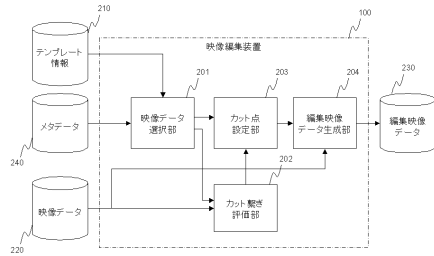 210
100
テンプレート
情報
映像編集装置
201
203
204
230
メタデータ
映像データ
選択部
カット点
設定部
編集映像
データ生成部
編集映像
データ
240
202
映像データ
カット繋ぎ
評価部
220